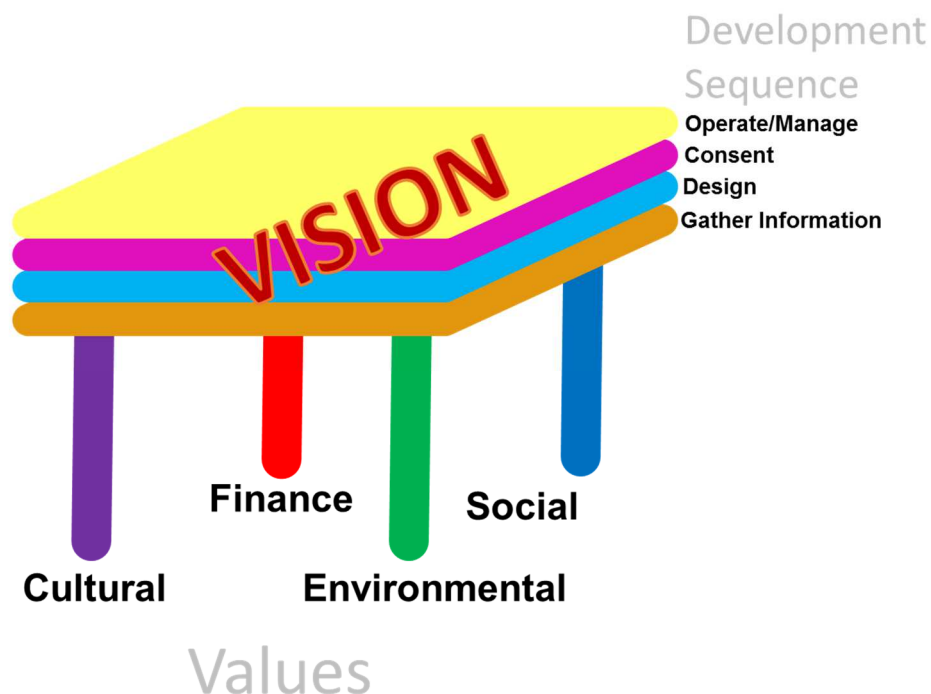 Development
Sequence
Operate/Manage
Consent
Design
Gather Information
VISION
Finance
Social
Cultural
Environmental
Values